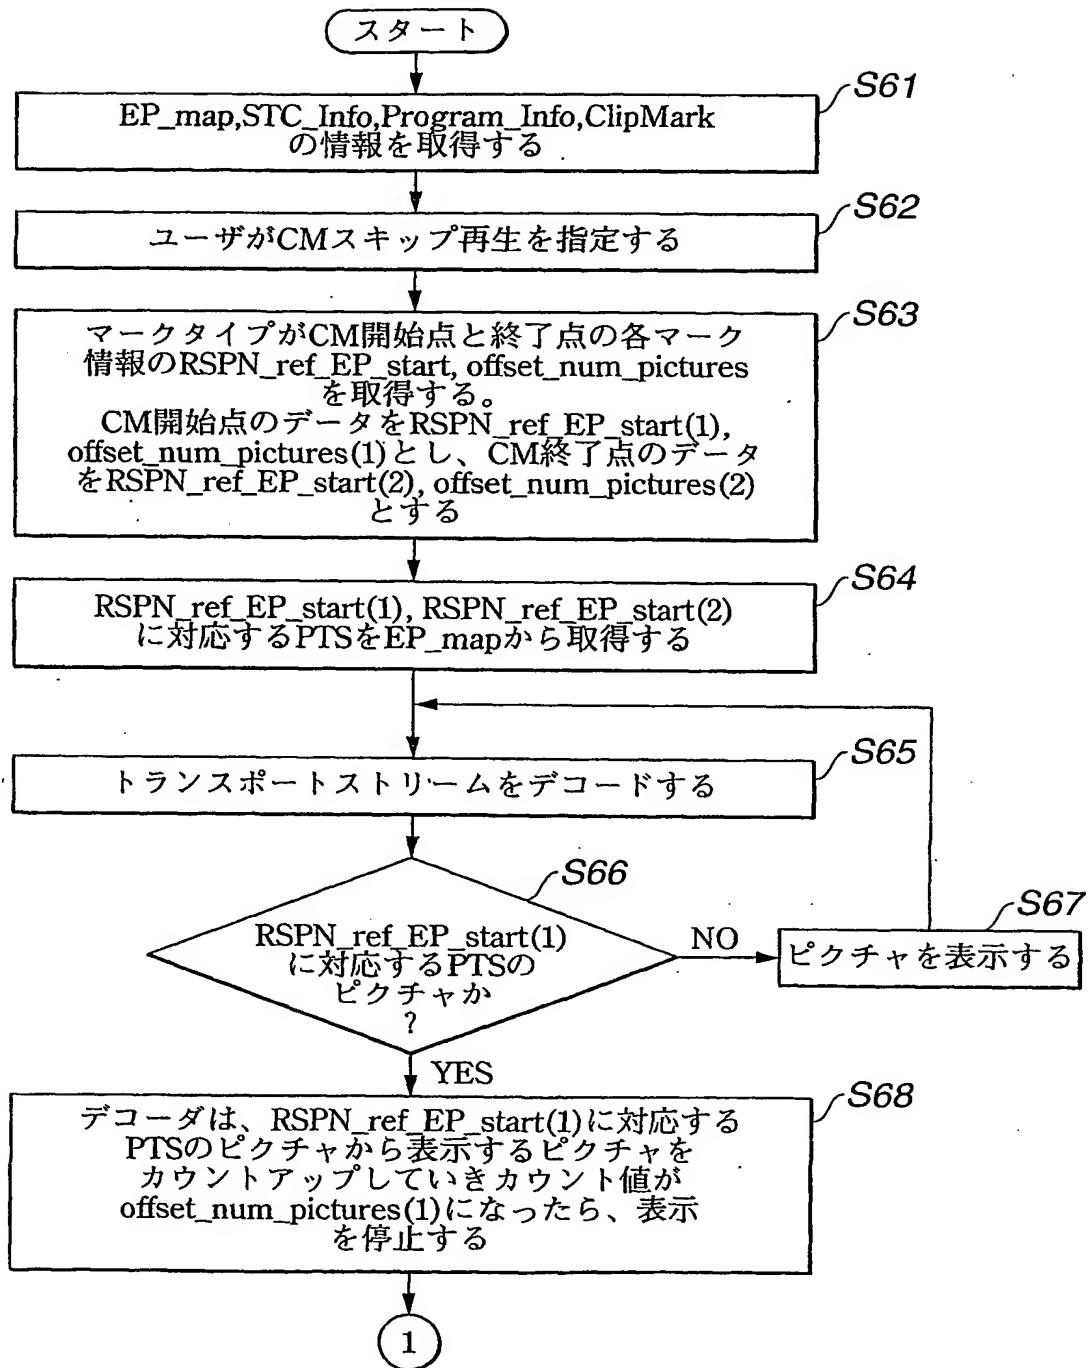 スタート
S61
EP_map,STC_Info,Program_Info,ClipMark
の情報を取得する
S62
ユーザがCMスキップ再生を指定する
S63
マークタイプがCM開始点と終了点の各マーク
情報のRSPN_ref_EP_start, offset_num_pictures
を取得する。
CM開始点のデータをRSPN_ref_EP_start(1),
offset_num_pictures(1)とし、CM終了点のデータ
をRSPN_ref_EP_start(2), offset_num_pictures(2)
とする
S64
RSPN_ref_EP_start(1), RSPN_ref_EP_start(2)
に対応するPTSをEP_mapから取得する
S65
トランスポートストリームをデコードする
S66
RSPN_ref_EP_start(1)
に対応するPTSの
ピクチャか
?
NO
S67
ピクチャを表示する
YES
S68
デコーダは、RSPN_ref_EP_start(1)に対応する
PTSのピクチャから表示するピクチャを
カウントアップしていきカウント値が
offset_num_pictures(1)になったら、表示
を停止する
1